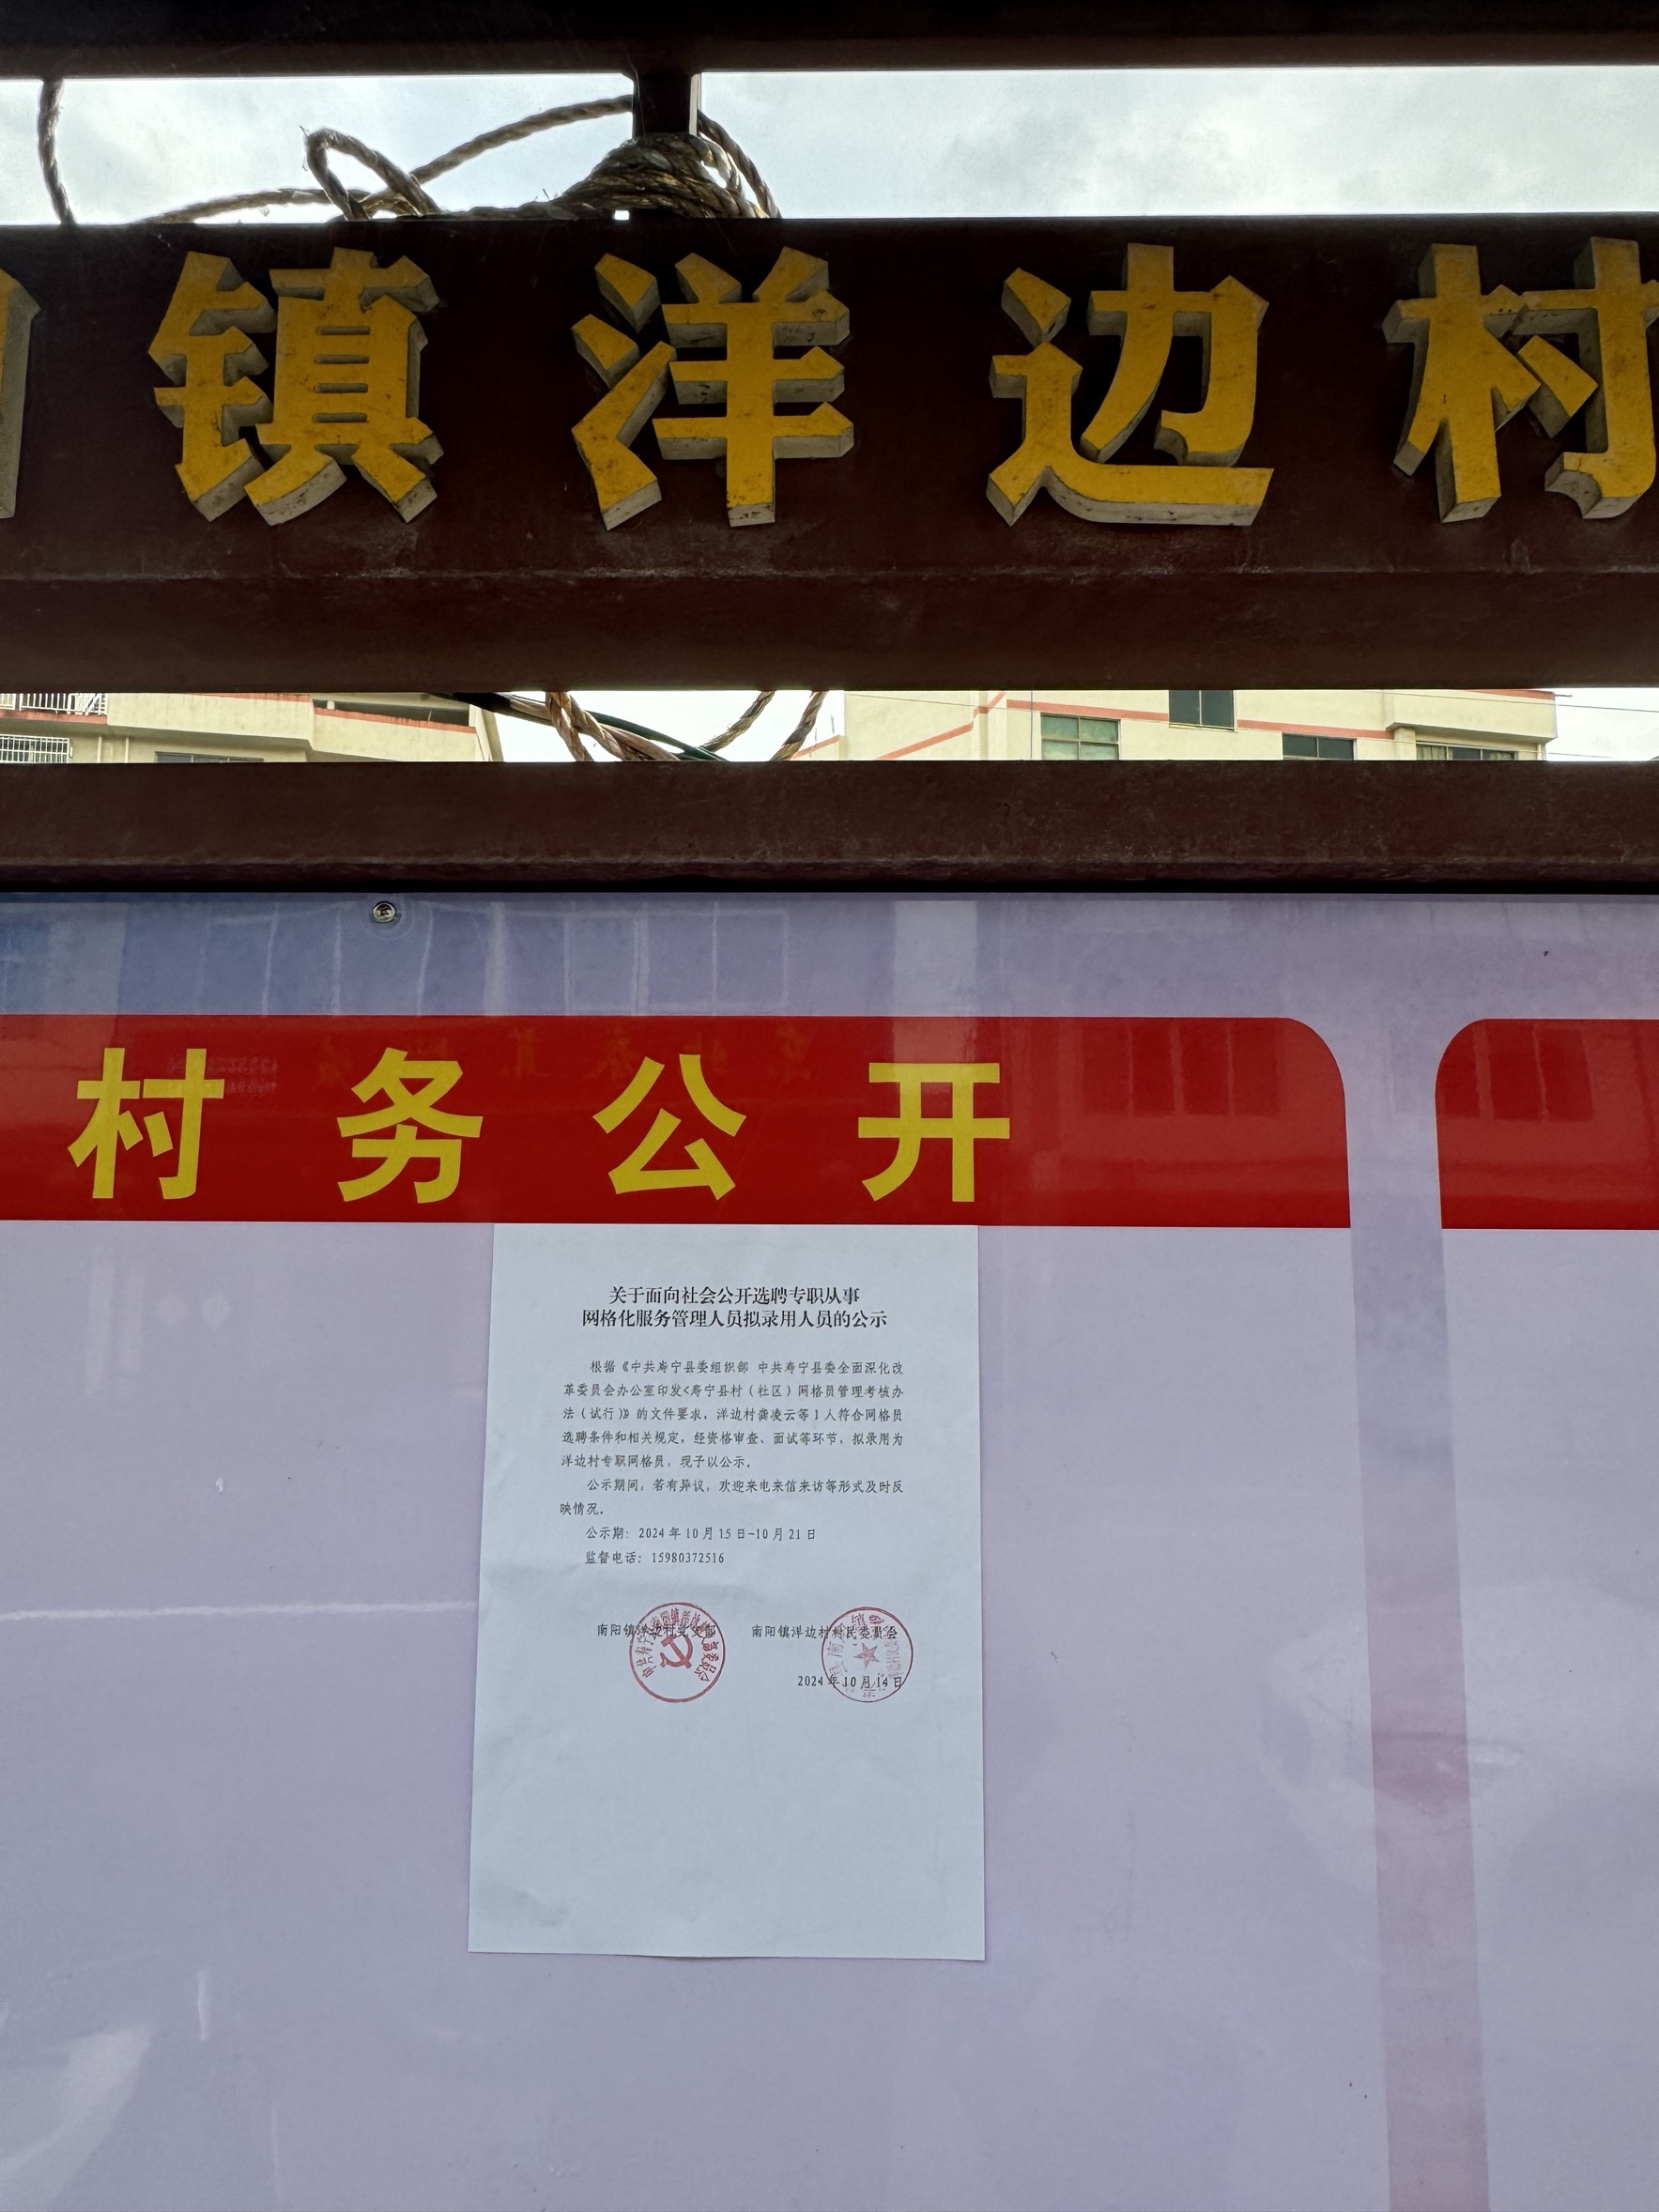 镇洋边村
村务公开
关于面向社会公开选聘专职从事
网格化服务管理人员拟录用人员的公示
根据《中共寿宁县委组织部 中共寿宁县委全面深化改
革委员会办公室印发<寿宁县村（社区）网格员管理考核办
法（试行）》的文件要求，洋边村龚凌云等1人符合网格员
选聘条件和相关规定，经资格审查、面试等环节，拟录用为
洋边村专职网格员，现予以公示。
公示期间，若有异议，欢迎来电来信来访等形式及时反
映情况。
公示期：2024年10月15日-10月21日
监督电话：15980372516
南阳镇洋边村党支部 南阳镇洋边村村民委员会
2024年10月14日